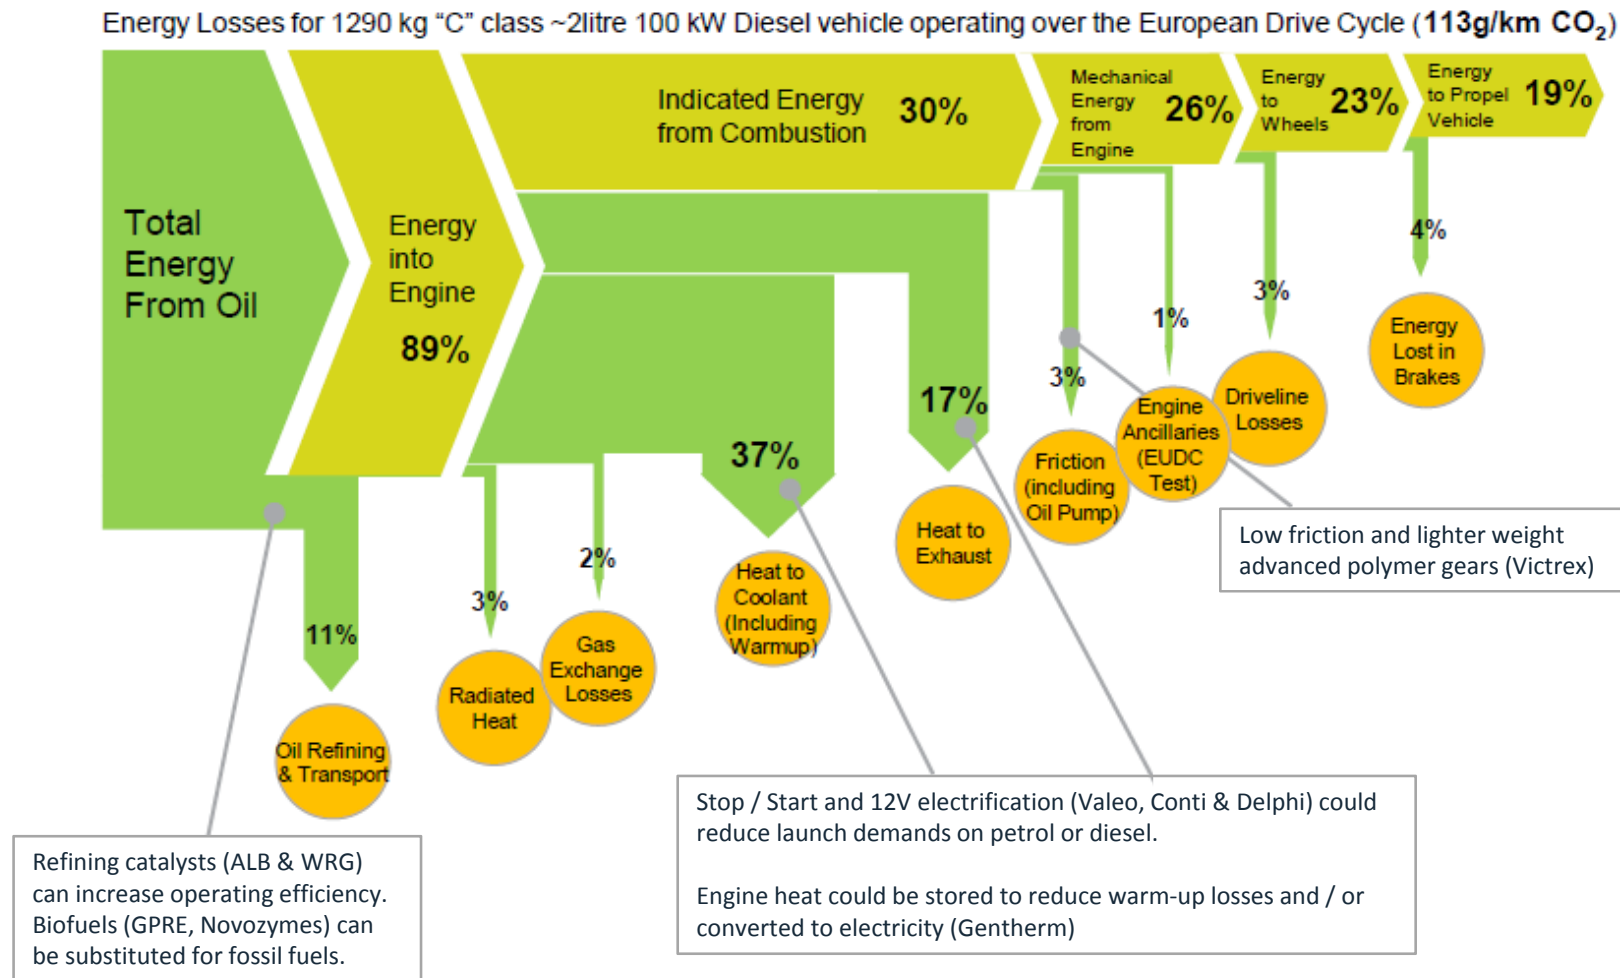 Energy Losses for 1290 kg “C” class ~2litre 100 kW Diesel vehicle operating over the European Drive Cycle (113g/km CO₂)
Total
Energy
From Oil
Energy
into
Engine
89%
Indicated Energy
from Combustion
30%
Mechanical
Energy
from
Engine
26%
Energy
to
Wheels
23%
Energy
to Propel
Vehicle
19%
11%
Oil Refining
& Transport
3%
Radiated
Heat
2%
Gas
Exchange
Losses
37%
Heat to
Coolant
(Including
Warmup)
17%
Heat to
Exhaust
3%
Friction
(including
Oil Pump)
1%
Engine
Ancillaries
(EUDC
Test)
3%
Driveline
Losses
4%
Energy
Lost in
Brakes
Low friction and lighter weight
advanced polymer gears (Victrex)
Stop / Start and 12V electrification (Valeo, Conti & Delphi) could
reduce launch demands on petrol or diesel.
Engine heat could be stored to reduce warm-up losses and / or
converted to electricity (Gentherm)
Refining catalysts (ALB & WRG)
can increase operating efficiency.
Biofuels (GPRE, Novozymes) can
be substituted for fossil fuels.